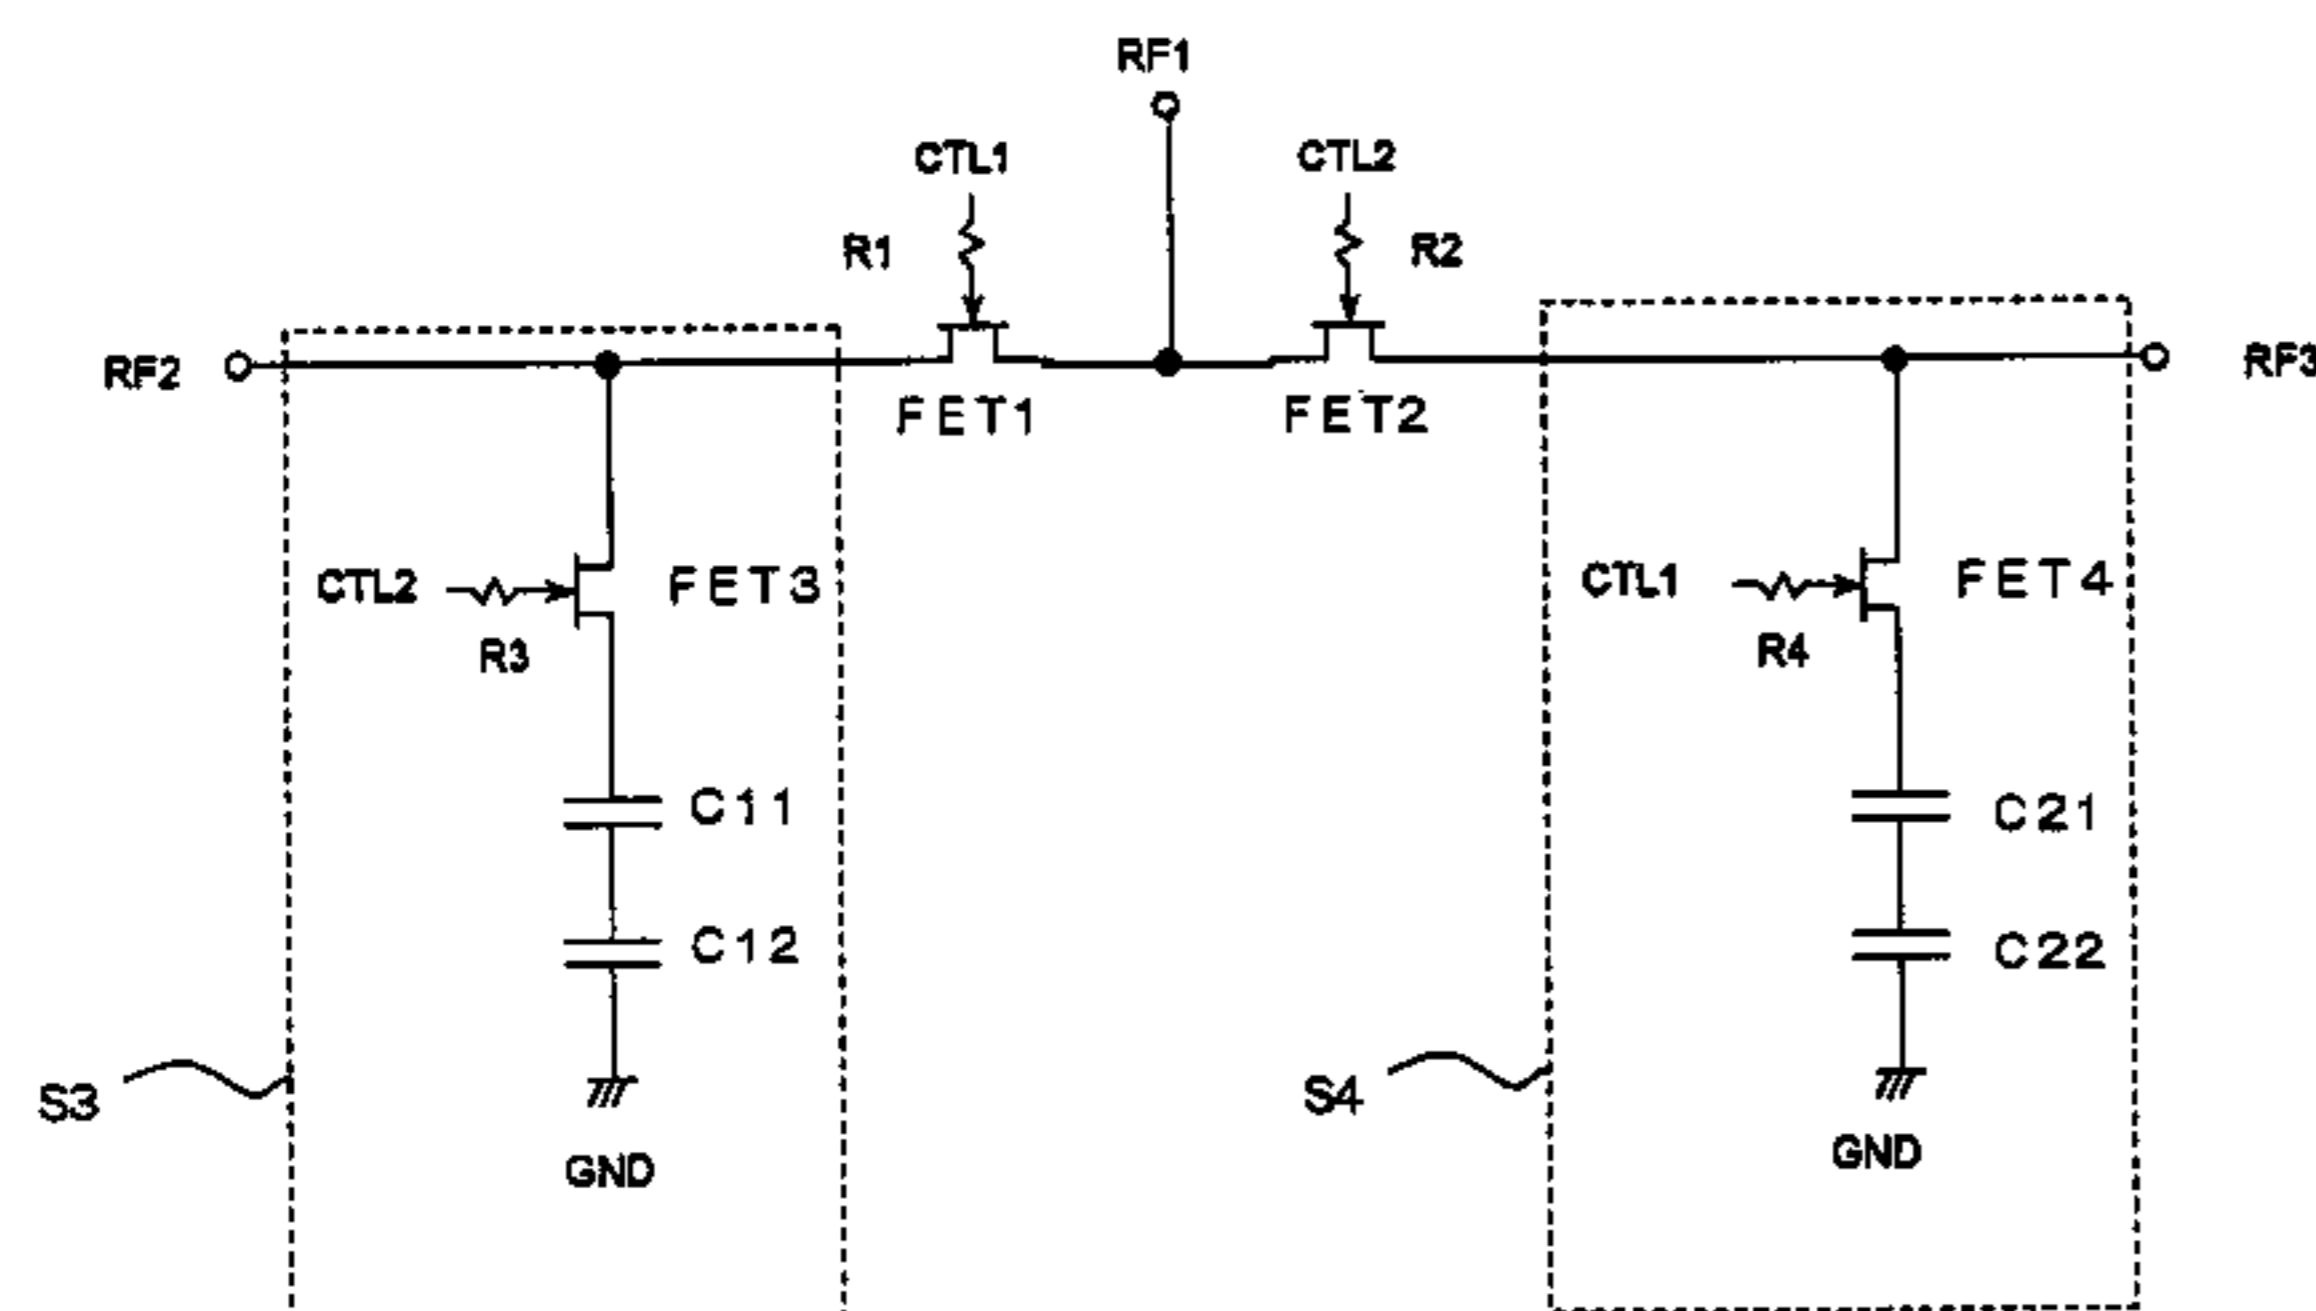 RF1
CTL1
CTL2
R1
R2
RF2
RF3
FET1
FET2
CTL2
FET3
R3
CTL1
FET4
R4
C11
C21
C12
C22
S3
S4
GND
GND